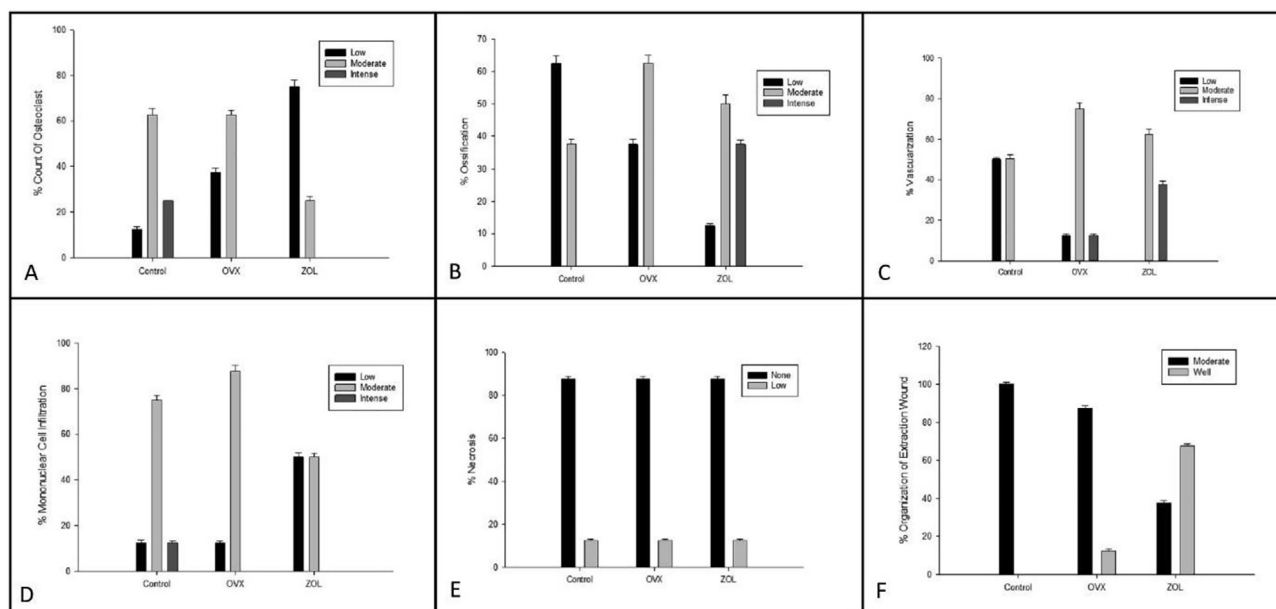 % Count Of Osteoclast
80
60
40
20
0
Low
Moderate
Intense
Control OVX ZOL
A
% Ossification
70
60
50
40
30
20
10
0
Low
Moderate
Intense
Control OVX ZOL
B
% Vascuarization
100
80
60
40
20
0
Low
Moderate
Intense
Control OVX ZOL
C
% Mononuclear Cell Infiltration
100
80
60
40
20
0
Low
Moderate
Intense
Control OVX ZOL
D
% Necrosis
100
80
60
40
20
0
None
Low
Control OVX ZOL
E
% Organization of Extraction Wound
120
100
80
60
40
20
0
Moderate
Well
Control OVX ZOL
F